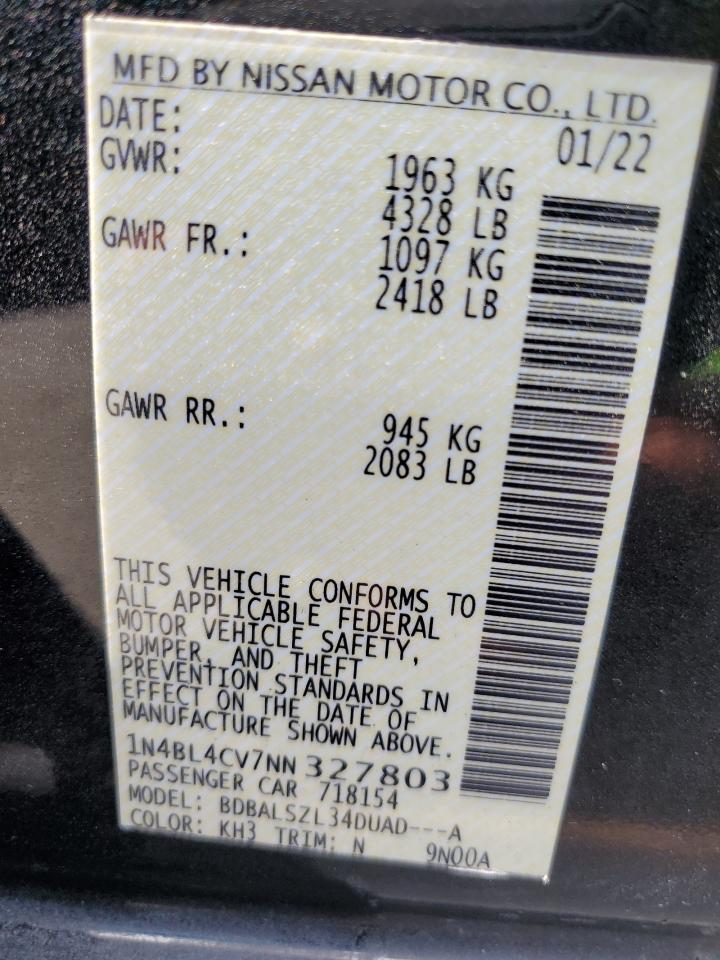 MFD BY NISSAN MOTOR CO., LTD.
DATE: 01/22
GVWR: 1963 KG
4328 LB
GAWR FR.: 1097 KG
2418 LB
GAWR RR.: 945 KG
2083 LB
THIS VEHICLE CONFORMS TO
ALL APPLICABLE FEDERAL
MOTOR VEHICLE SAFETY,
BUMPER, AND THEFT
PREVENTION STANDARDS IN
EFFECT ON THE DATE OF
MANUFACTURE SHOWN ABOVE.
1N4BL4CV7NN 327803
PASSENGER CAR 718154
MODEL: BDBALSZL34DUAD---A
COLOR: KH3 TRIM: N 9N00A